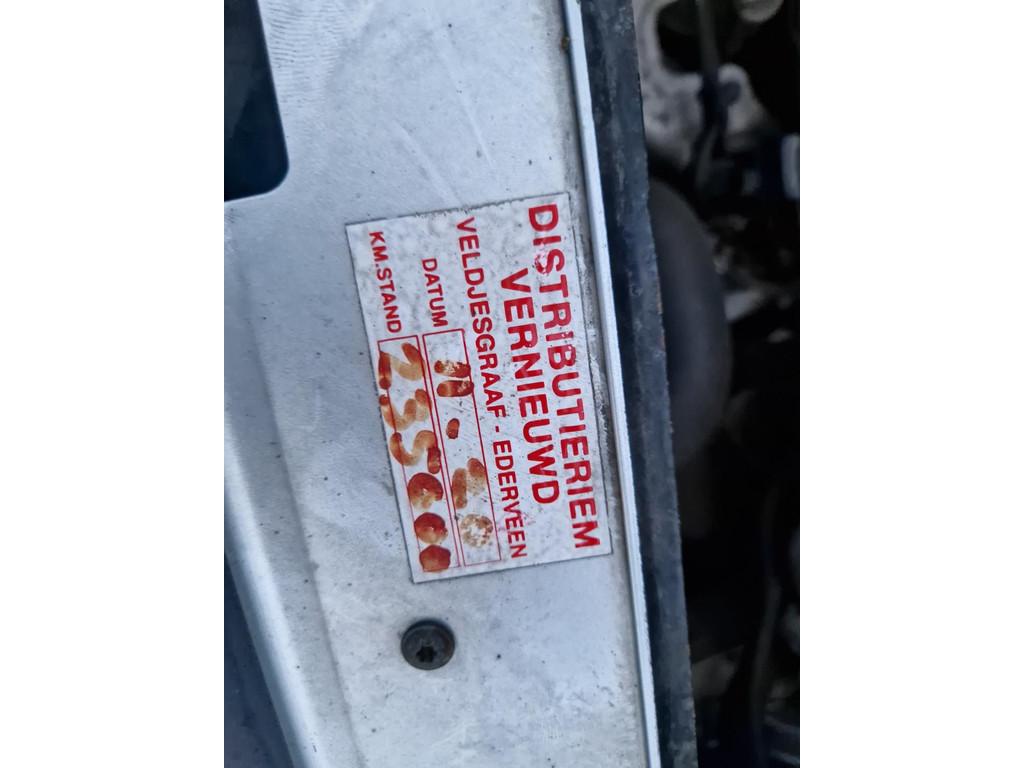 DISTRIBUTIERIEM
VERNIEUWD
VELDJESGRAAF - EDERVEEN
DATUM
KM.STAND